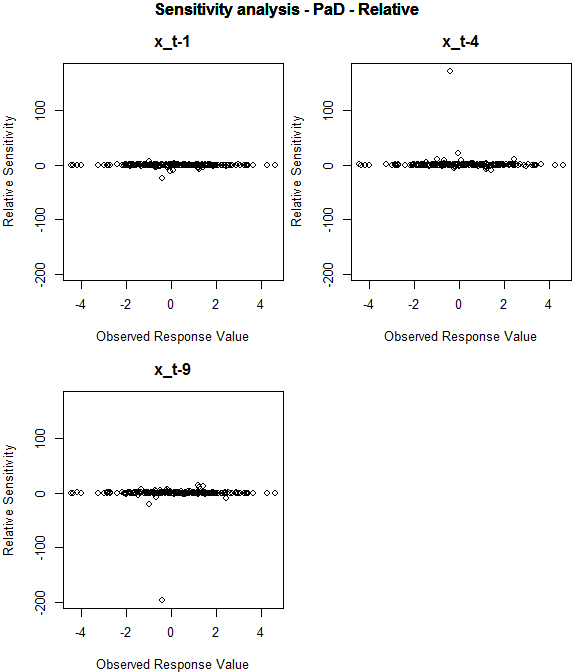 Sensitivity analysis - PaD - Relative
x_t-1
Relative Sensitivity
100
0
-100
-200
-4 -2 0 2 4
Observed Response Value
x_t-4
Relative Sensitivity
100
0
-100
-200
-4 -2 0 2 4
Observed Response Value
x_t-9
Relative Sensitivity
100
0
-100
-200
-4 -2 0 2 4
Observed Response Value